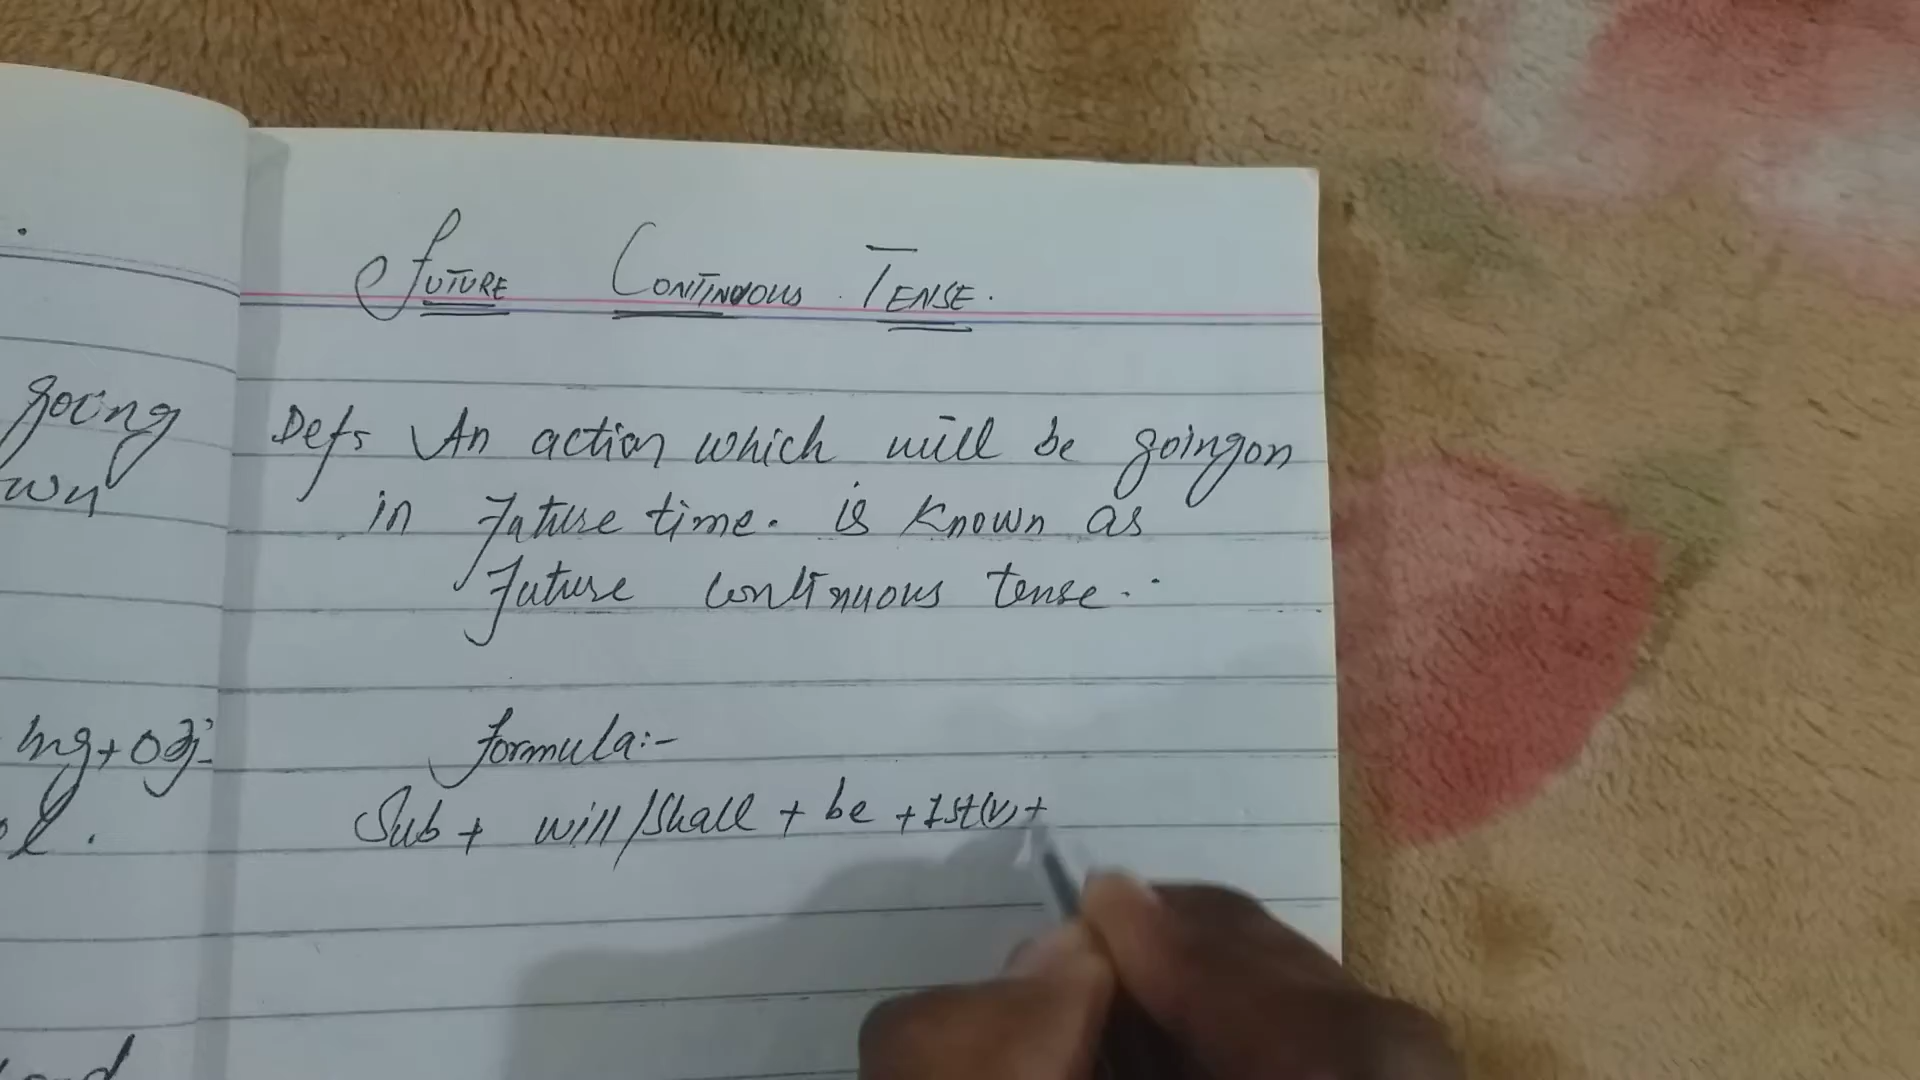 going
own
ing + obj.
FUTURE CONTINUOUS TENSE.
Def: An action which will be goingon
in future time. is known as
future continuous tense.
formula:-
Sub + will/shall + be + 1st(v) +